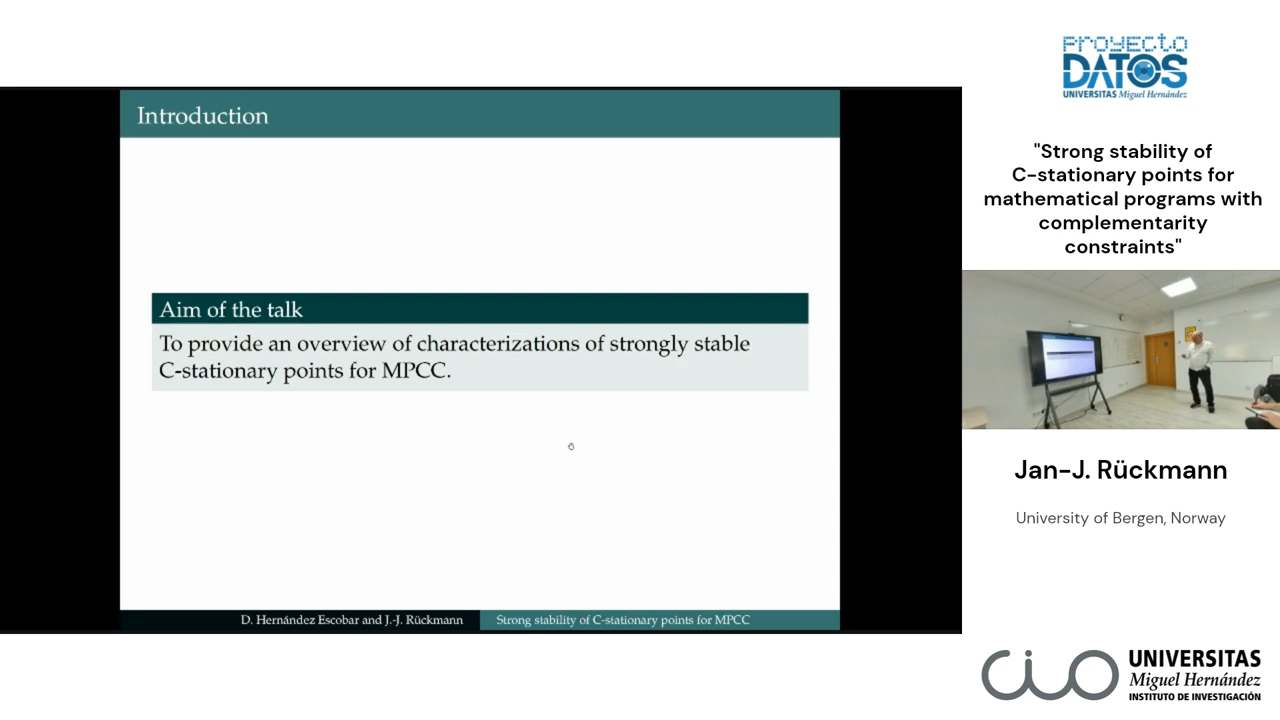 Introduction
Aim of the talk
To provide an overview of characterizations of strongly stable
C-stationary points for MPCC.
D. Hernández Escobar and J.-J. Rückmann
Strong stability of C-stationary points for MPCC
PROYECTO
DATOS
UNIVERSITAS Miguel Hernández
"Strong stability of
C-stationary points for
mathematical programs with
complementarity
constraints"
Jan-J. Rückmann
University of Bergen, Norway
CIO
UNIVERSITAS
Miguel Hernández
INSTITUTO DE INVESTIGACIÓN